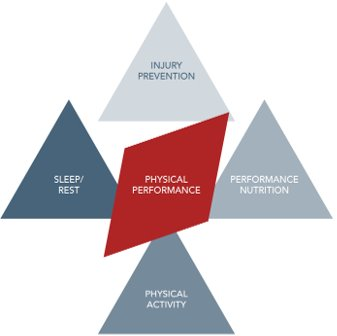 INJURY
PREVENTION
SLEEP/
REST
PHYSICAL
PERFORMANCE
PERFORMANCE
NUTRITION
PHYSICAL
ACTIVITY